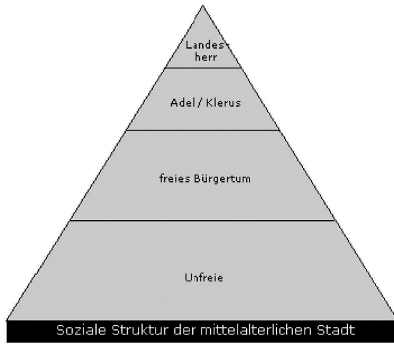 Landes-
herr
Adel / Klerus
freies Bürgertum
Unfreie
Soziale Struktur der mittelalterlichen Stadt